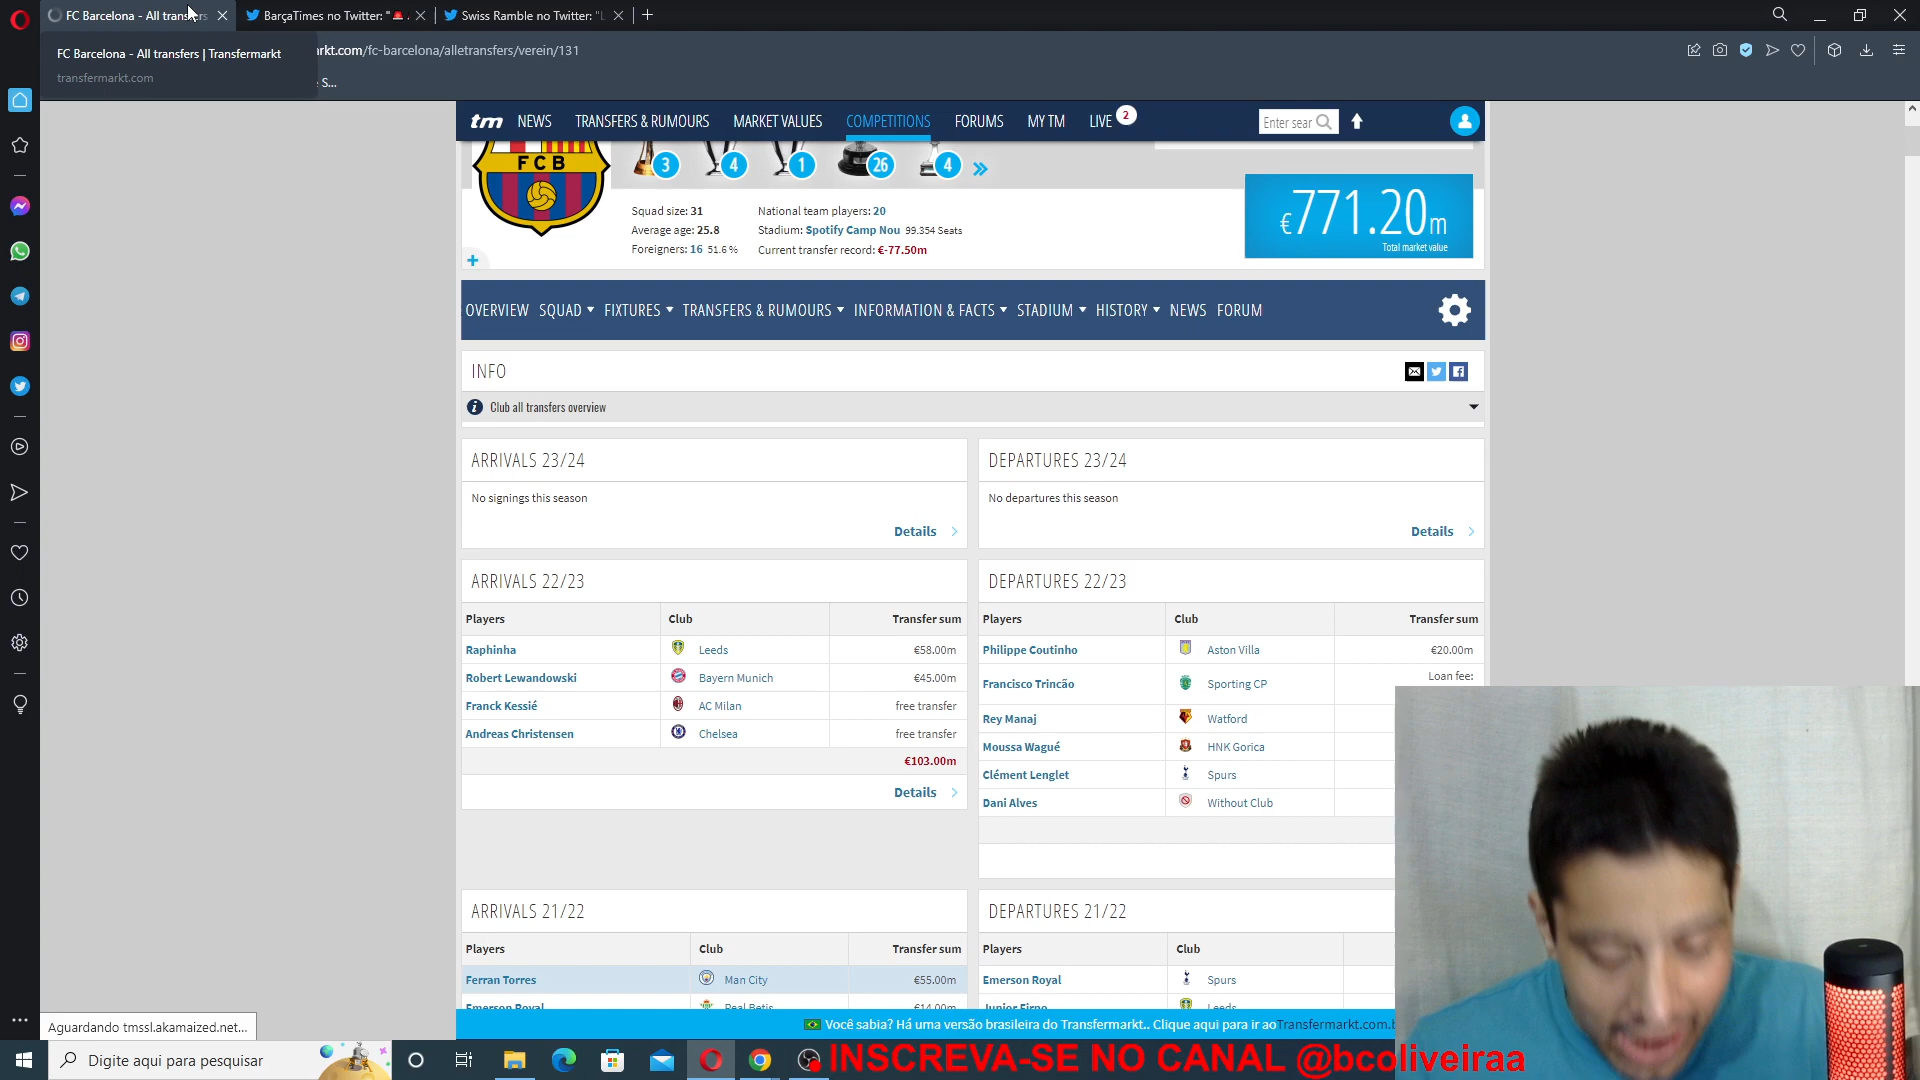 FC Barcelona - All transfers
BarçaTimes no Twitter: "🚨
Swiss Ramble no Twitter: "
FC Barcelona - All transfers | Transfermarkt
transfermarkt.com
rkt.com/fc-barcelona/alletransfers/verein/131
S...
tm NEWS TRANSFERS & RUMOURS MARKET VALUES COMPETITIONS FORUMS MY TM LIVE 2
Enter sear
FCB
3 4 1 26 4
Squad size: 31
Average age: 25.8
Foreigners: 16 51.6 %
National team players: 20
Stadium: Spotify Camp Nou 99.354 Seats
Current transfer record: €-77.50m
€771.20m
Total market value
OVERVIEW SQUAD FIXTURES TRANSFERS & RUMOURS INFORMATION & FACTS STADIUM HISTORY NEWS FORUM
INFO
Club all transfers overview
ARRIVALS 23/24
No signings this season
Details
DEPARTURES 23/24
No departures this season
Details
ARRIVALS 22/23
Players Club Transfer sum
Raphinha Leeds €58.00m
Robert Lewandowski Bayern Munich €45.00m
Franck Kessié AC Milan free transfer
Andreas Christensen Chelsea free transfer
€103.00m
Details
DEPARTURES 22/23
Players Club Transfer sum
Philippe Coutinho Aston Villa €20.00m
Francisco Trincão Sporting CP Loan fee:
Rey Manaj Watford
Moussa Wagué HNK Gorica
Clément Lenglet Spurs
Dani Alves Without Club
ARRIVALS 21/22
Players Club Transfer sum
Ferran Torres Man City €55.00m
Emerson Royal Real Betis €14.00m
DEPARTURES 21/22
Players Club
Emerson Royal Spurs
Junior Firpo Leeds
Você sabia? Há uma versão brasileira do Transfermarkt.. Clique aqui para ir ao Transfermarkt.com.b
Aguardando tmssl.akamaized.net...
Digite aqui para pesquisar
INSCREVA-SE NO CANAL @bcoliveiraa